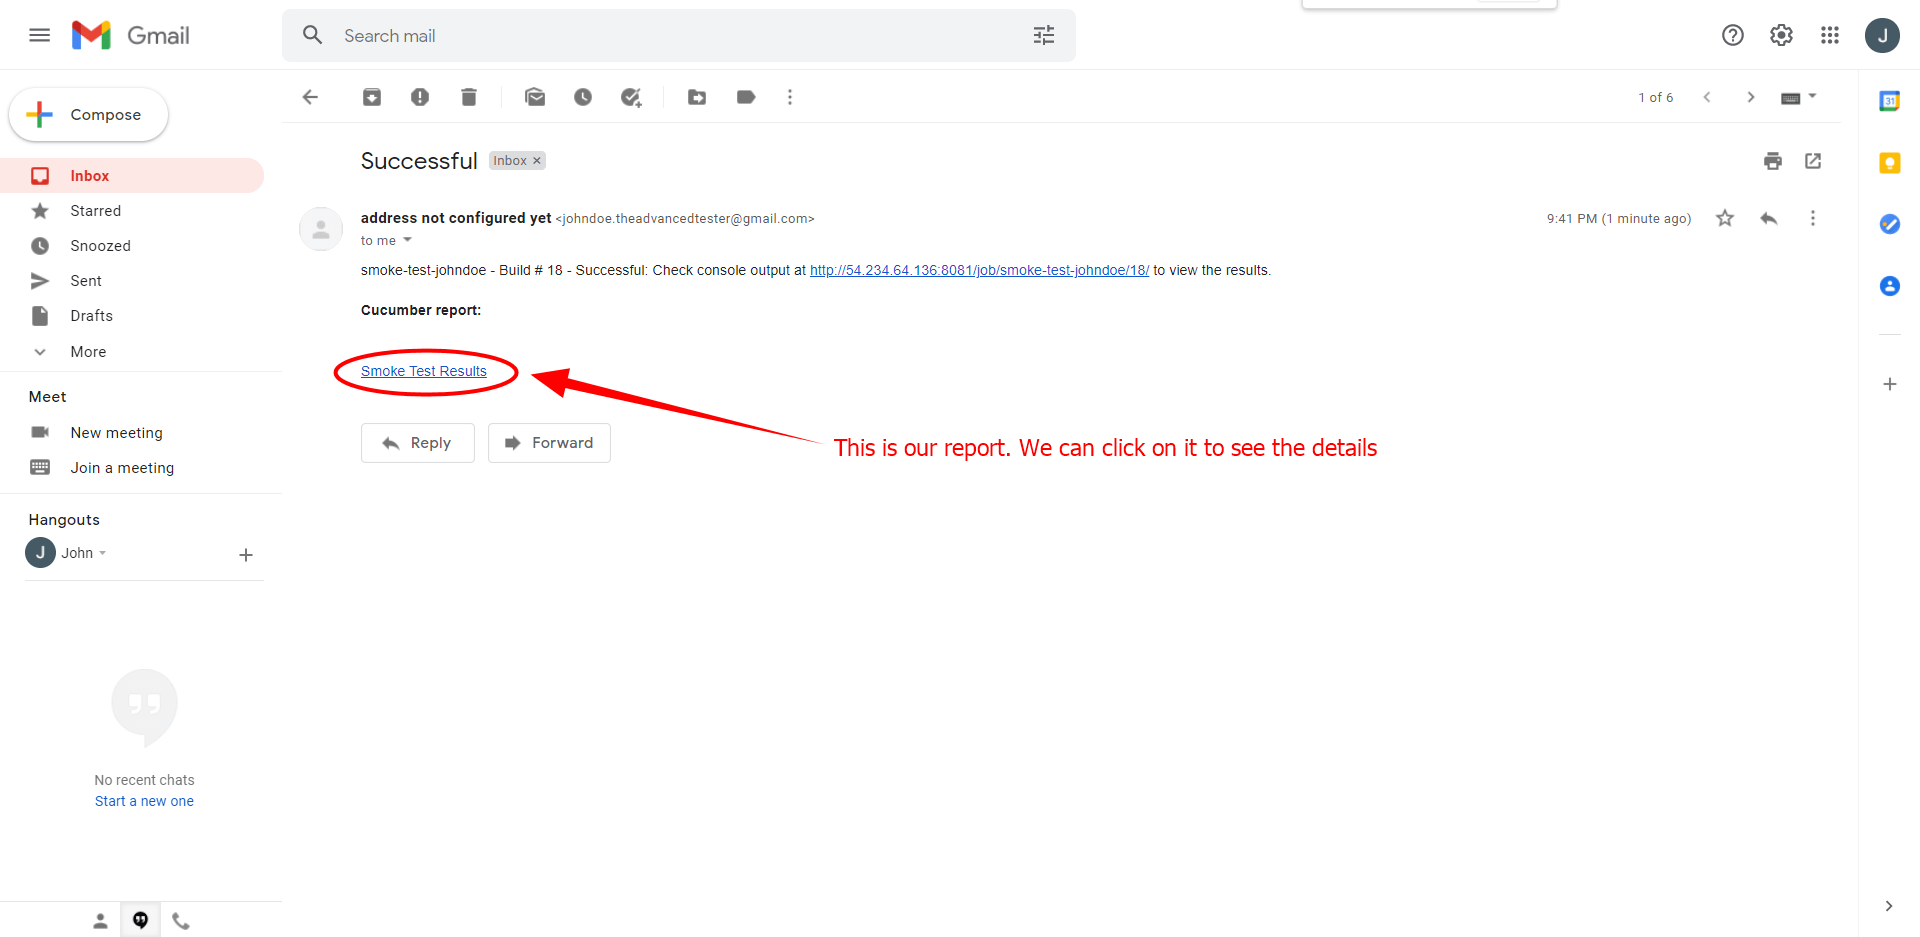 Gmail
Search mail
J
Compose
1 of 6
31
Inbox
Starred
Snoozed
Sent
Drafts
More
Successful Inbox ×
address not configured yet <johndoe.theadvancedtester@gmail.com>
9:41 PM (1 minute ago)
to me
smoke-test-johndoe - Build # 18 - Successful: Check console output at http://54.234.64.136:8081/job/smoke-test-johndoe/18/ to view the results.
Cucumber report:
Smoke Test Results
Reply
Forward
This is our report. We can click on it to see the details
Meet
New meeting
Join a meeting
Hangouts
J John
No recent chats
Start a new one